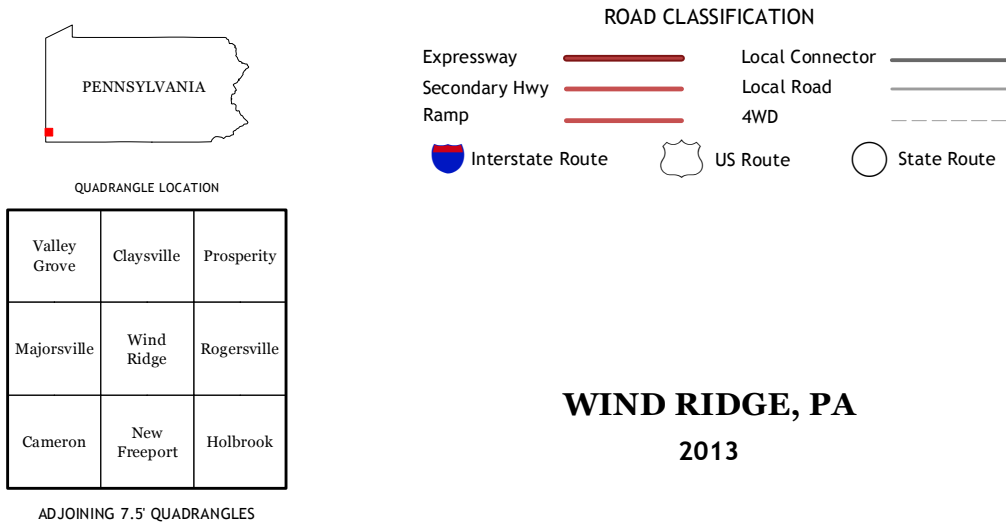 PENNSYLVANIA
QUADRANGLE LOCATION
Valley
Grove
Claysville
Prosperity
Majorsville
Wind
Ridge
Rogersville
Cameron
New
Freeport
Holbrook
ADJOINING 7.5' QUADRANGLES
ROAD CLASSIFICATION
Expressway
Local Connector
Secondary Hwy
Local Road
Ramp
4WD
Interstate Route
US Route
State Route
WIND RIDGE, PA
2013